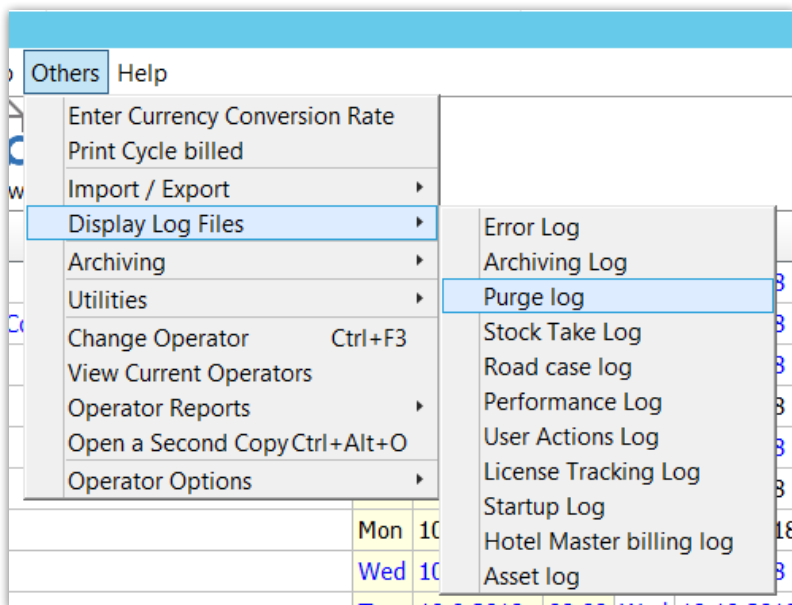 Others Help
Enter Currency Conversion Rate
Print Cycle billed
Import / Export
Display Log Files
Archiving
Utilities
Change Operator Ctrl+F3
View Current Operators
Operator Reports
Open a Second Copy Ctrl+Alt+O
Operator Options
Error Log
Archiving Log
Purge log
Stock Take Log
Road case log
Performance Log
User Actions Log
License Tracking Log
Startup Log
Hotel Master billing log
Asset log
Mon 10
Wed 10